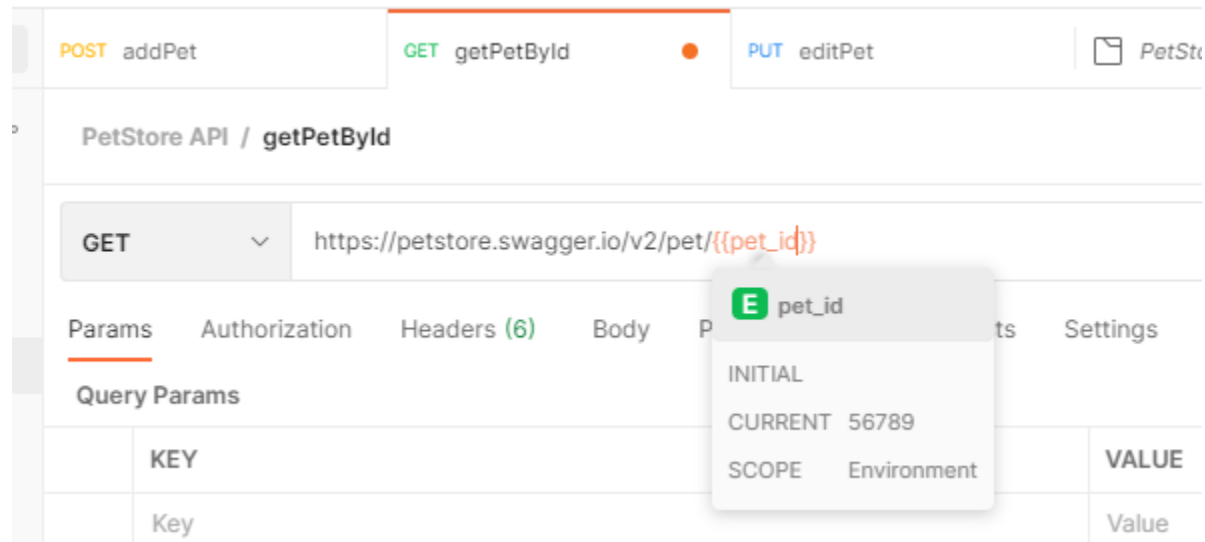 POST addPet GET getPetById PUT editPet
PetStore API / getPetById
GET https://petstore.swagger.io/v2/pet/{{pet_id}}
E pet_id
Params Authorization Headers (6) Body Settings
INITIAL
Query Params
CURRENT 56789
KEY VALUE
SCOPE Environment
Key Value